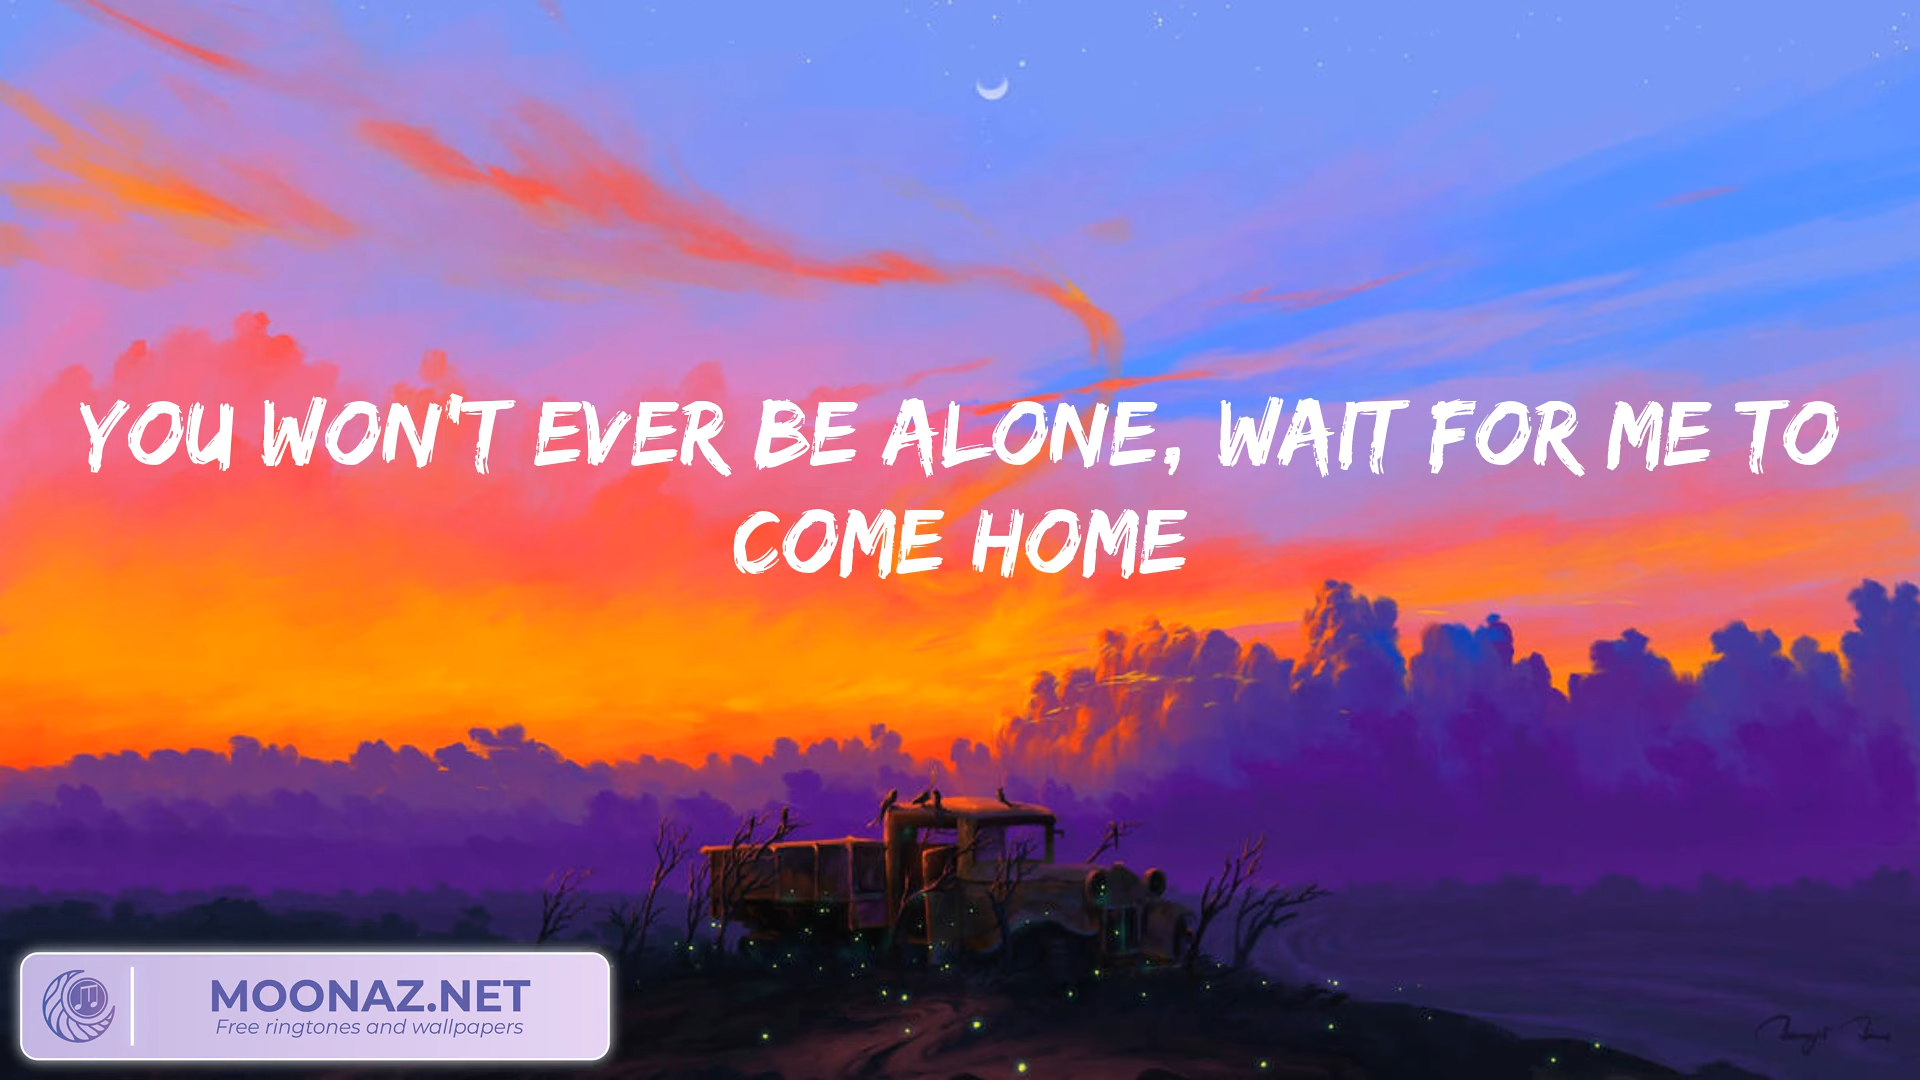 YOU WON'T EVER BE ALONE, WAIT FOR ME TO
COME HOME
MOONAZ.NET
Free ringtones and wallpapers